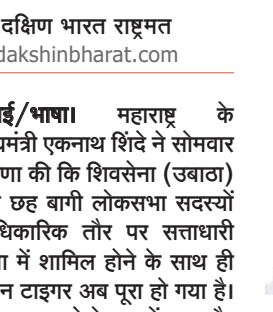 दक्षिण भारत राष्ट्रमत
dakshinbharat.com
महाराष्ट्र के
एकनाथ शिंदे ने सोमवार
की कि शिवसेना (उबाठा)
छह बागी लोकसभा सदस्यों
तौर पर सत्ताधारी
में शामिल होने के साथ ही
टाइगर अब पूरा हो गया है।